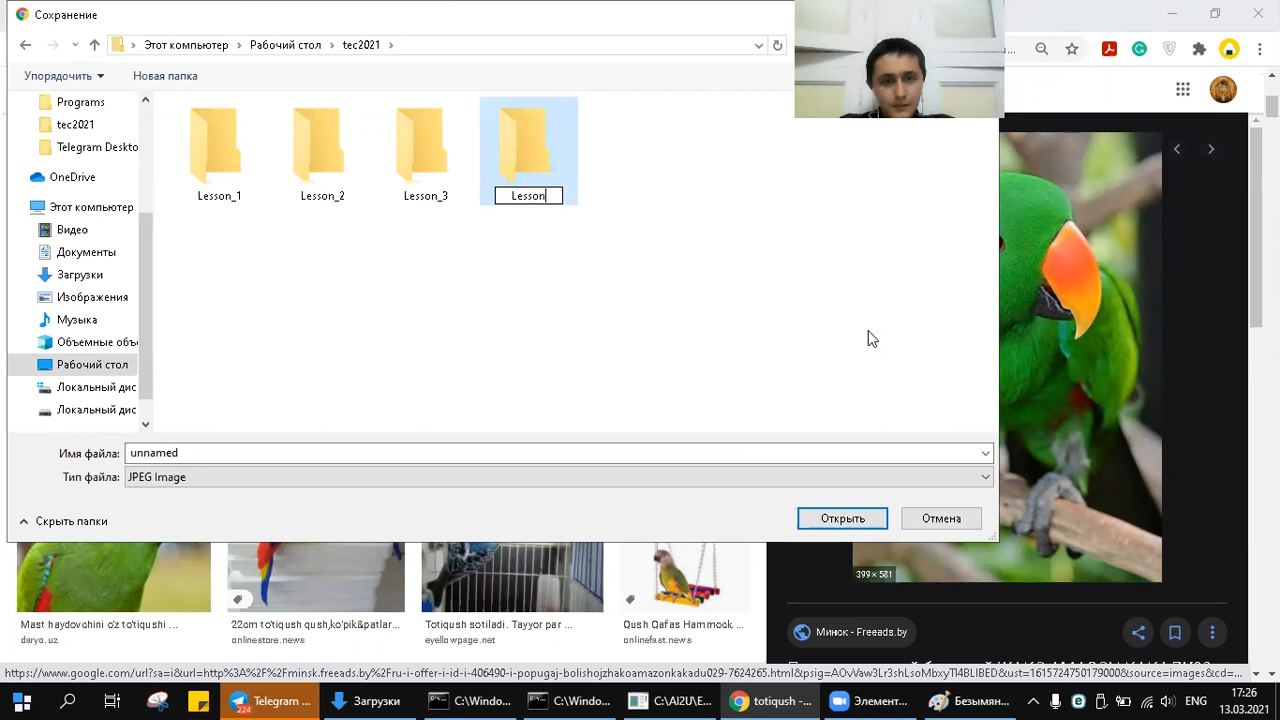 Сохранение
Этот компьютер
Рабочий стол
tec2021
Упорядочить
Новая папка
Programs
tec2021
Telegram Deskto
OneDrive
Этот компьютер
Видео
Документы
Загрузки
Изображения
Музыка
Объемные объ
Рабочий стол
Локальный дис
Локальный дис
Lesson_1
Lesson_2
Lesson_3
Lesson
Имя файла:
unnamed
Тип файла:
JPEG Image
Скрыть папки
Открыть
Отмена
399 × 581
Mast haydovchini o'z to'tiqushi ...
daryo.uz
22cm to'tiqush qush,ko'pik&patlar...
onlinestore.news
Totiqush sotiladi. Tayyor par ...
eyellowpage.net
Qush Qafas Hammock ...
onlinefast.news
Минск - Freeads.by
224
Telegram ...
Загрузки
C:\Windo...
C:\Windo...
C:\AI2U\E...
totiqush -...
Элемент...
Безымян...
ENG
17:26
13.03.2021